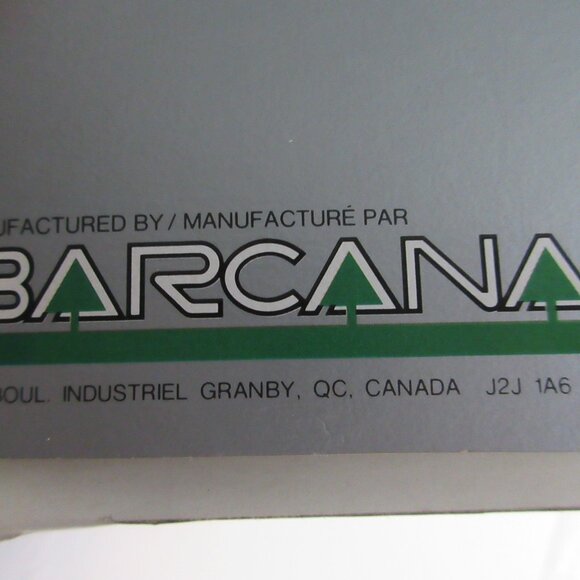 UFACTURED BY / MANUFACTURÉ PAR
BARCANA
BOUL. INDUSTRIEL GRANBY, QC, CANADA J2J 1A6